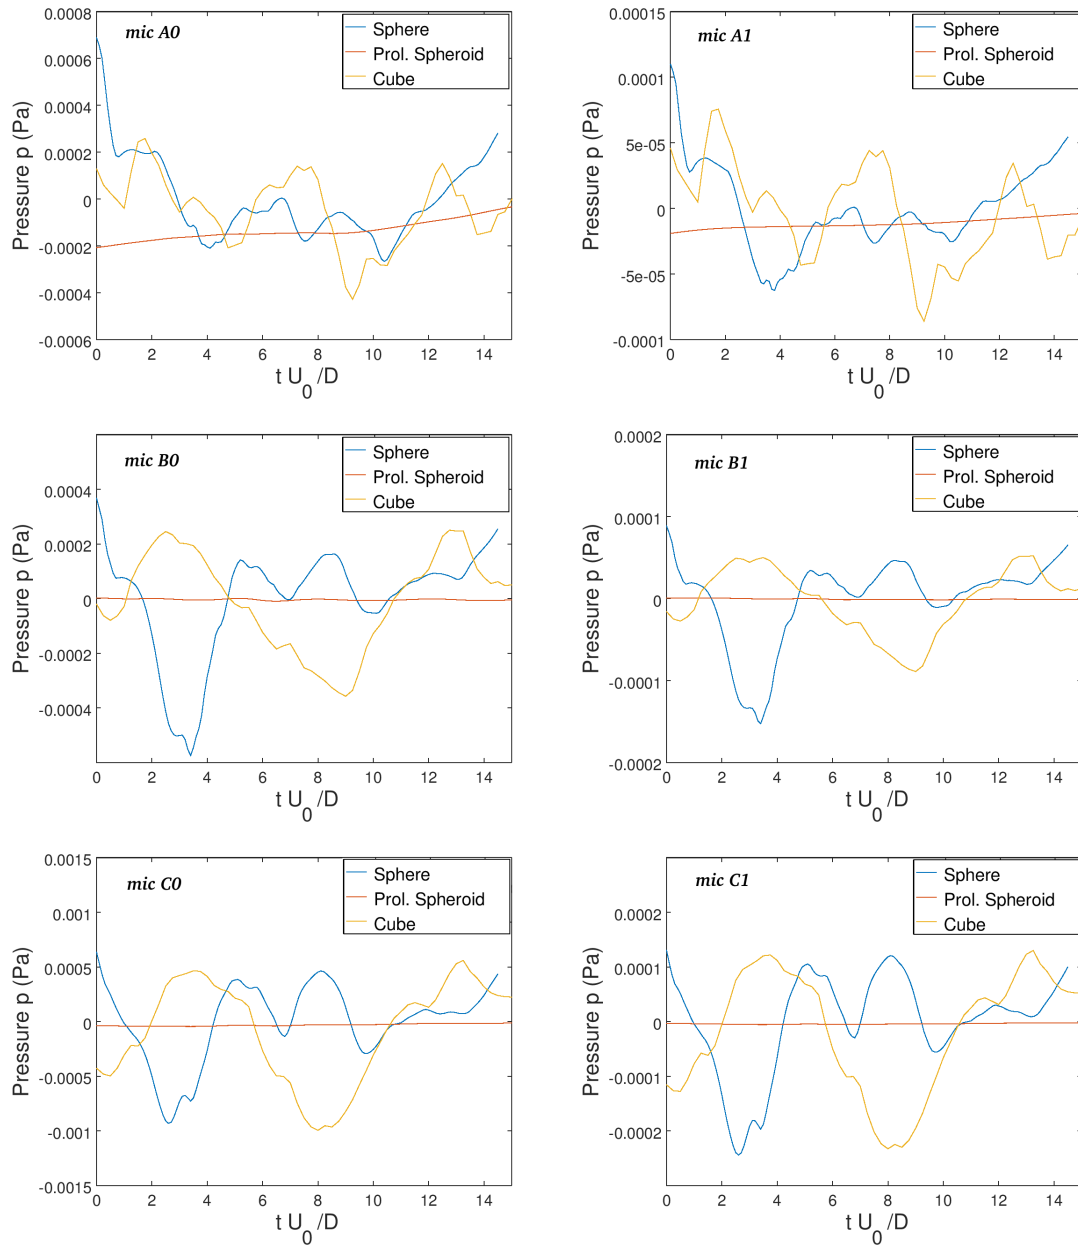 mic A0
Sphere
Prol. Spheroid
Cube
Pressure p (Pa)
0.0008
0.0006
0.0004
0.0002
0
-0.0002
-0.0004
-0.0006
0 2 4 6 8 10 12 14
t U0/D
mic A1
Sphere
Prol. Spheroid
Cube
Pressure p (Pa)
0.00015
0.0001
5e-05
0
-5e-05
-0.0001
0 2 4 6 8 10 12 14
t U0/D
mic B0
Sphere
Prol. Spheroid
Cube
Pressure p (Pa)
0.0004
0.0002
0
-0.0002
-0.0004
0 2 4 6 8 10 12 14
t U0/D
mic B1
Sphere
Prol. Spheroid
Cube
Pressure p (Pa)
0.0002
0.0001
0
-0.0001
-0.0002
0 2 4 6 8 10 12 14
t U0/D
mic C0
Sphere
Prol. Spheroid
Cube
Pressure p (Pa)
0.0015
0.001
0.0005
0
-0.0005
-0.001
-0.0015
0 2 4 6 8 10 12 14
t U0/D
mic C1
Sphere
Prol. Spheroid
Cube
Pressure p (Pa)
0.0002
0.0001
0
-0.0001
-0.0002
0 2 4 6 8 10 12 14
t U0/D